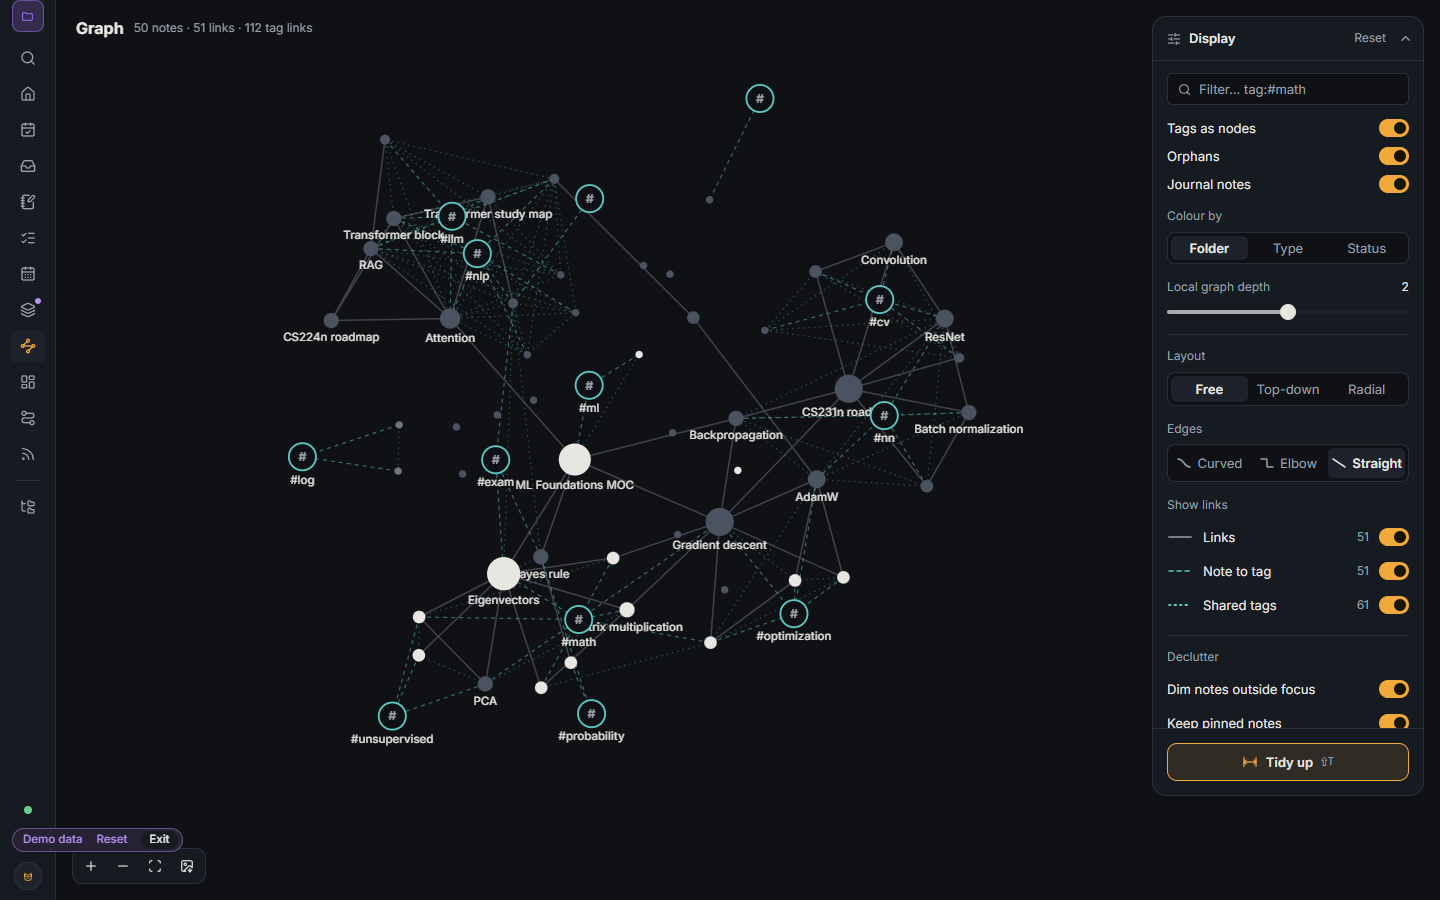 Graph 50 notes · 51 links · 112 tag links
Display Reset
Filter... tag:#math
Tags as nodes
Orphans
Journal notes
Colour by
Folder Type Status
Local graph depth 2
Layout
Free Top-down Radial
Edges
Curved Elbow Straight
Show links
Links 51
Note to tag 51
Shared tags 61
Declutter
Dim notes outside focus
Keep pinned notes
Tidy up ⇧T
#
#
Transformer study map
#
Transformer block
#llm
#
#nlp
RAG
CS224n roadmap
Attention
Convolution
#
#cv
ResNet
#
#ml
CS231n road
#
#nn
Batch normalization
Backpropagation
#
#log
#
#exam
ML Foundations MOC
AdamW
Gradient descent
ayes rule
Eigenvectors
#
#math
trix multiplication
#
#optimization
PCA
#
#unsupervised
#
#probability
Demo data Reset Exit